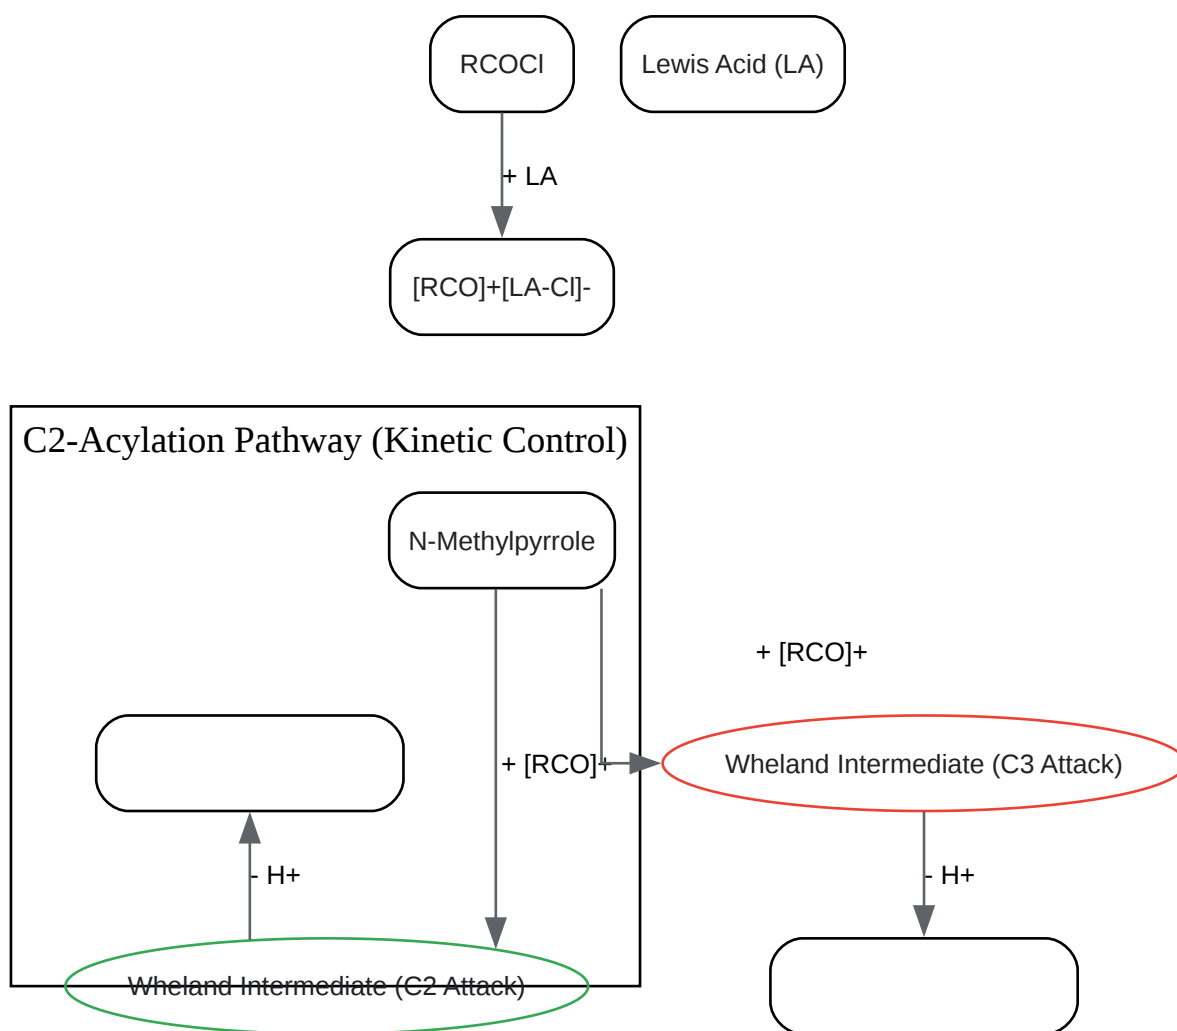 RCOCl
Lewis Acid (LA)
+ LA
[RCO]+[LA-Cl]-
C2-Acylation Pathway (Kinetic Control)
N-Methylpyrrole
+ [RCO]+
+ [RCO]+
Wheland Intermediate (C3 Attack)
- H+
- H+
Wheland Intermediate (C2 Attack)